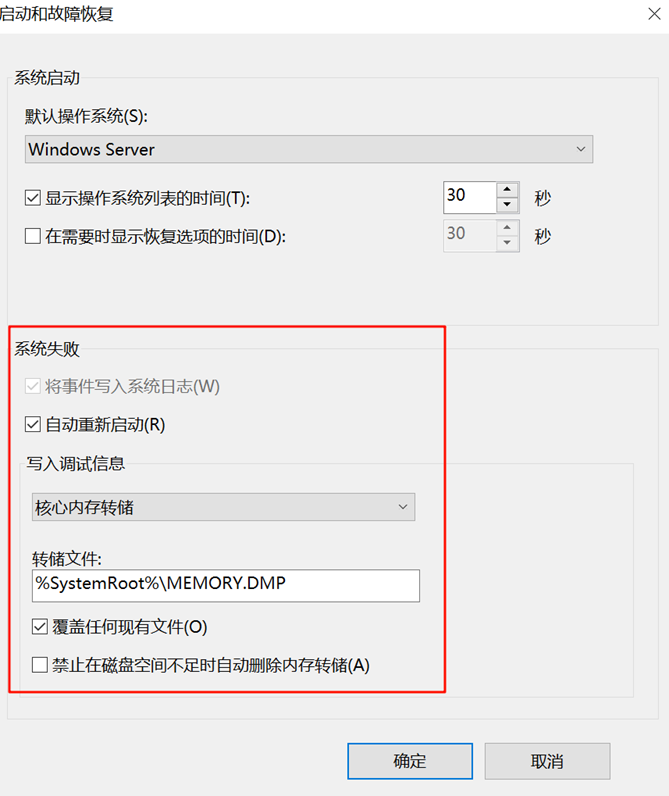 启动和故障恢复
系统启动
默认操作系统(S):
Windows Server
显示操作系统列表的时间(T):
30
秒
在需要时显示恢复选项的时间(D):
30
秒
系统失败
将事件写入系统日志(W)
自动重新启动(R)
写入调试信息
核心内存转储
转储文件:
%SystemRoot%\MEMORY.DMP
覆盖任何现有文件(O)
禁止在磁盘空间不足时自动删除内存转储(A)
确定
取消